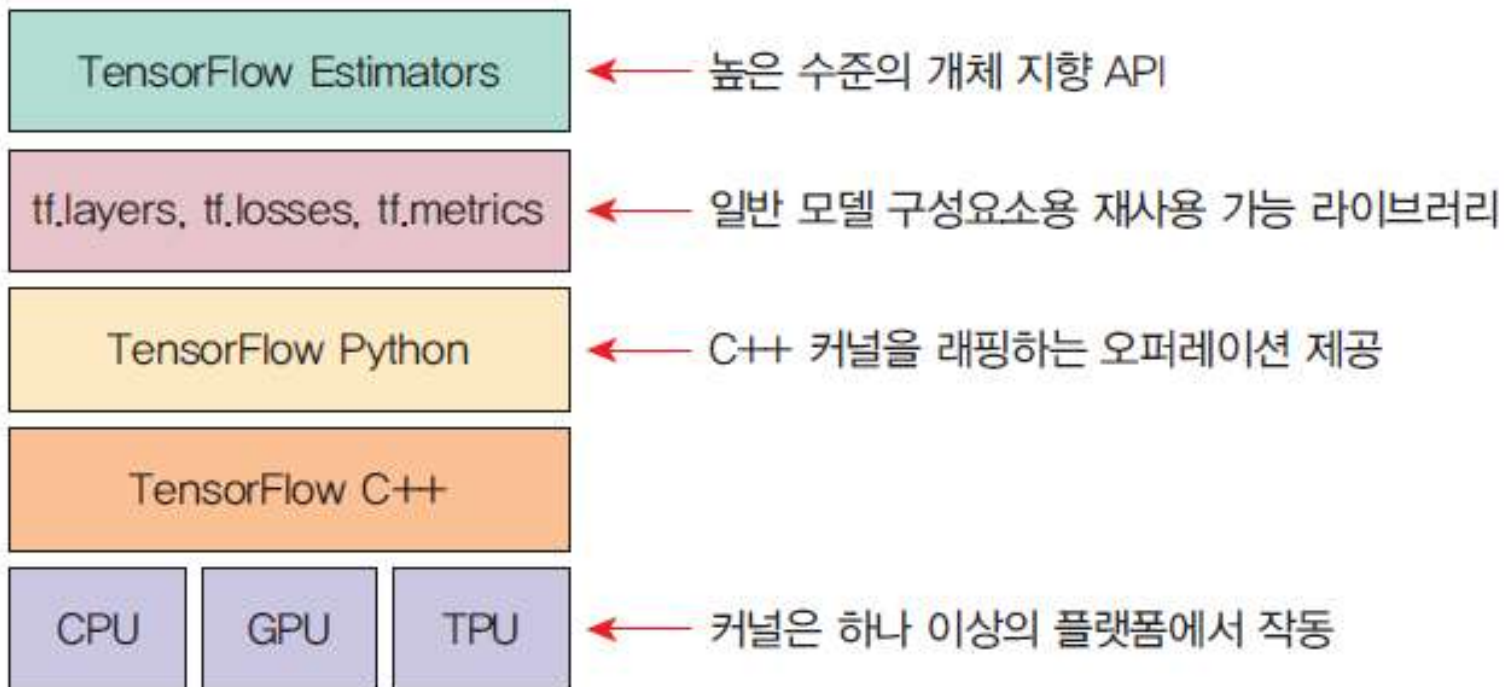 TensorFlow Estimators
높은 수준의 개체 지향 API
tf.layers, tf.losses, tf.metrics
일반 모델 구성요소용 재사용 가능 라이브러리
TensorFlow Python
C++ 커널을 래핑하는 오퍼레이션 제공
TensorFlow C++
CPU GPU TPU
커널은 하나 이상의 플랫폼에서 작동